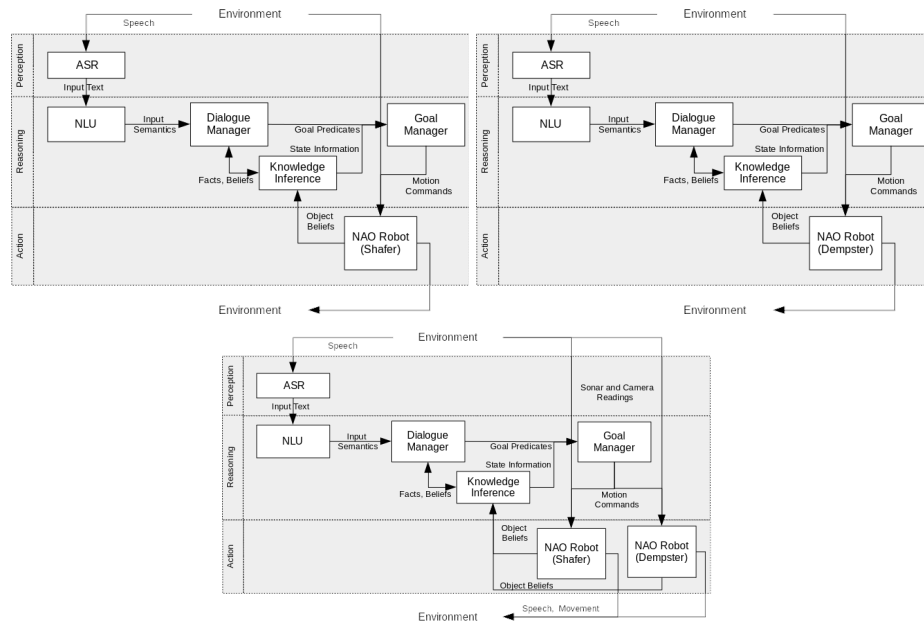 Environment
Speech
Perception
ASR
Input Text
Reasoning
NLU
Input
Semantics
Dialogue
Manager
Goal Predicates
Goal
Manager
State Information
Knowledge
Inference
Facts, Beliefs
Motion
Commands
Action
Object
Beliefs
NAO Robot
(Shafer)
Environment
Environment
Speech
Perception
ASR
Input Text
Reasoning
NLU
Input
Semantics
Dialogue
Manager
Goal Predicates
Goal
Manager
State Information
Knowledge
Inference
Facts, Beliefs
Motion
Commands
Action
Object
Beliefs
NAO Robot
(Dempster)
Environment
Environment
Speech
Perception
ASR
Sonar and Camera
Readings
Input Text
Reasoning
NLU
Input
Semantics
Dialogue
Manager
Goal Predicates
Goal
Manager
State Information
Knowledge
Inference
Facts, Beliefs
Motion
Commands
Action
Object
Beliefs
NAO Robot
(Shafer)
NAO Robot
(Dempster)
Object Beliefs
Speech, Movement
Environment